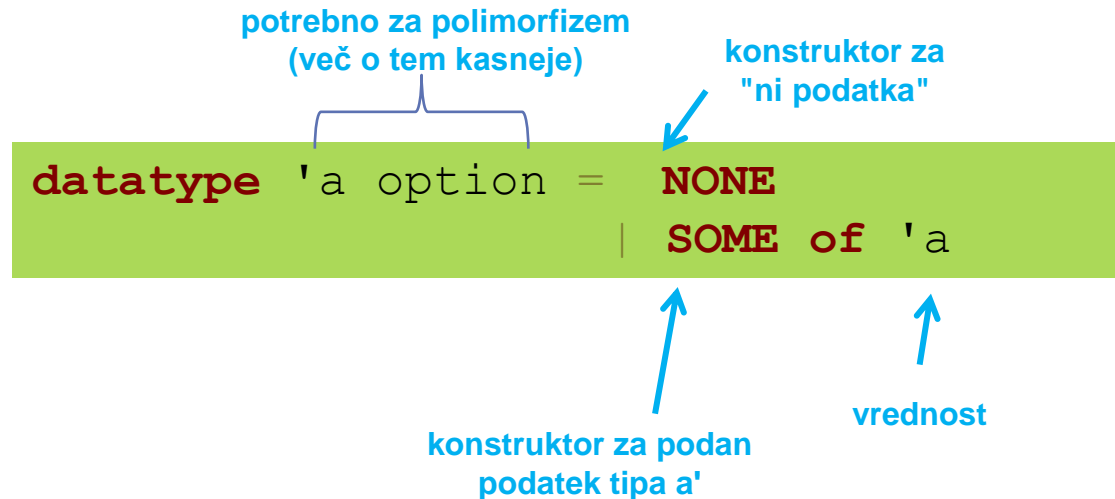 potrebno za polimorfizem
(več o tem kasneje)
konstruktor za
"ni podatka"
datatype 'a option = NONE
| SOME of 'a
konstruktor za podan
podatek tipa a'
vrednost